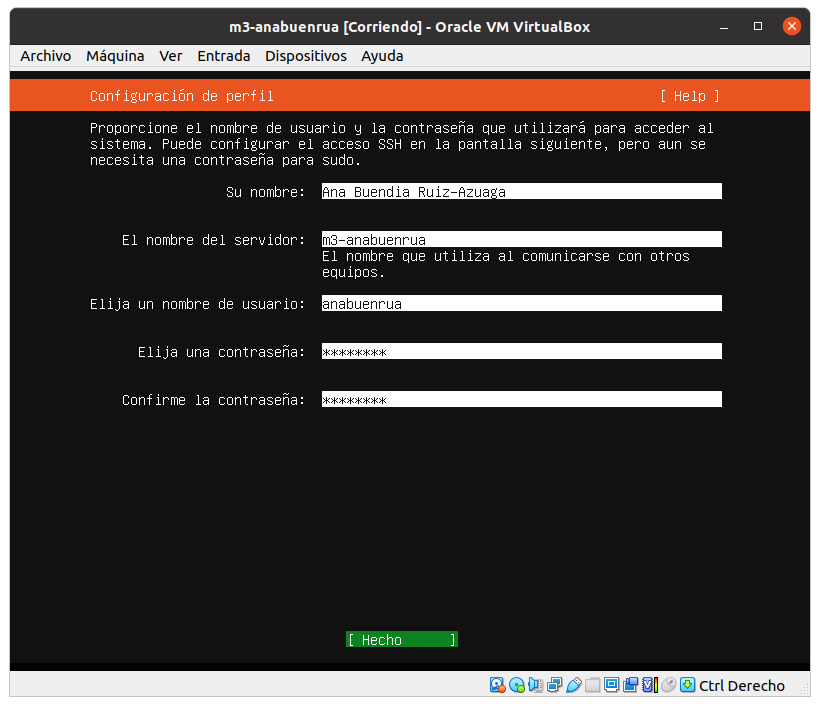 m3-anabuenrua [Corriendo] - Oracle VM VirtualBox
Archivo Máquina Ver Entrada Dispositivos Ayuda
Configuración de perfil [ Help ]
Proporcione el nombre de usuario y la contraseña que utilizará para acceder al
sistema. Puede configurar el acceso SSH en la pantalla siguiente, pero aun se
necesita una contraseña para sudo.
Su nombre: Ana Buendia Ruiz-Azuaga
El nombre del servidor: m3-anabuenrua
El nombre que utiliza al comunicarse con otros
equipos.
Elija un nombre de usuario: anabuenrua
Elija una contraseña: ********
Confirme la contraseña: ********
[ Hecho ]
Ctrl Derecho